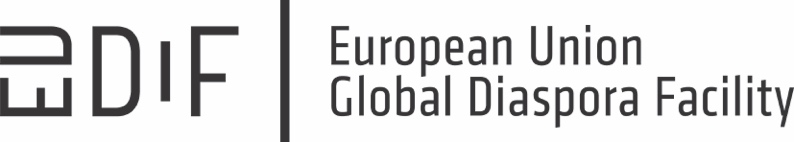 EUDiF
European Union
Global Diaspora Facility